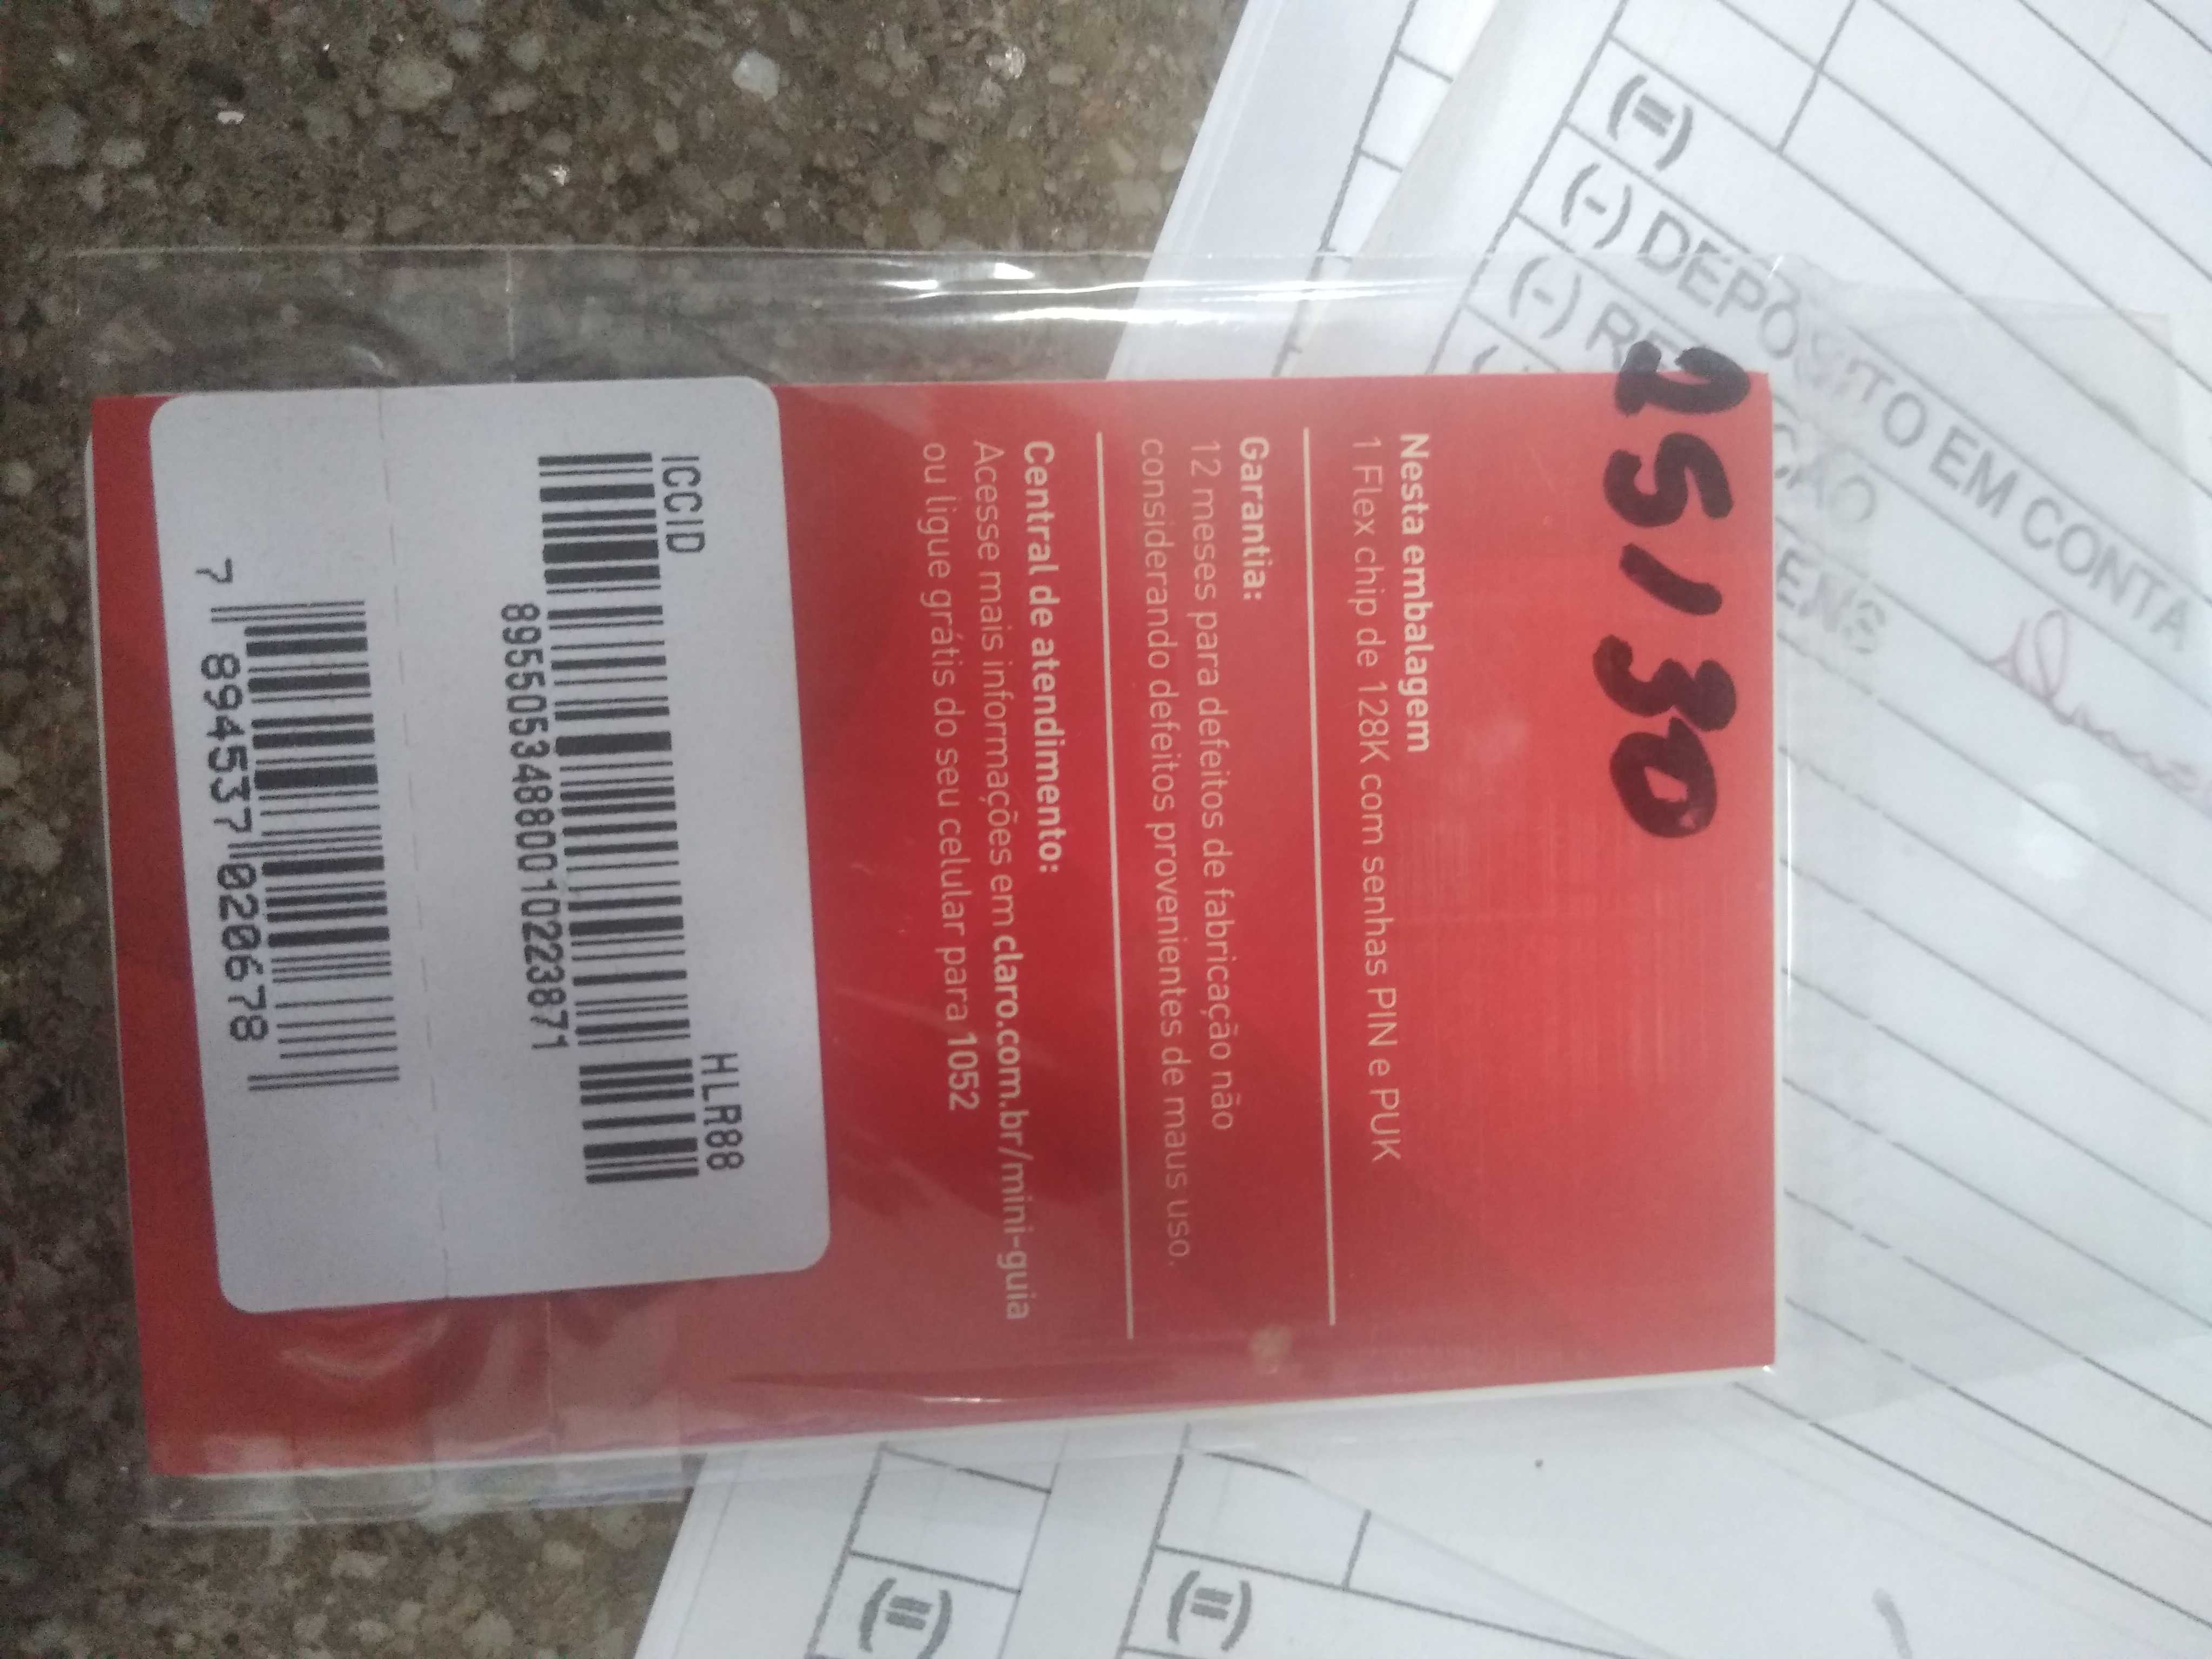 25/30
Nesta embalagem
1 Flex chip de 128K com senhas PIN e PUK
Garantia:
12 meses para defeitos de fabricação não
considerando defeitos provenientes de maus uso.
Central de atendimento:
Acesse mais informações em claro.com.br/mini-guia
ou ligue grátis do seu celular para 1052
HLR88
ICCID
89550534880010223871
7 894537 020678
(=)
(-) DEPÓSITO EM CONTA
(=)
(=)